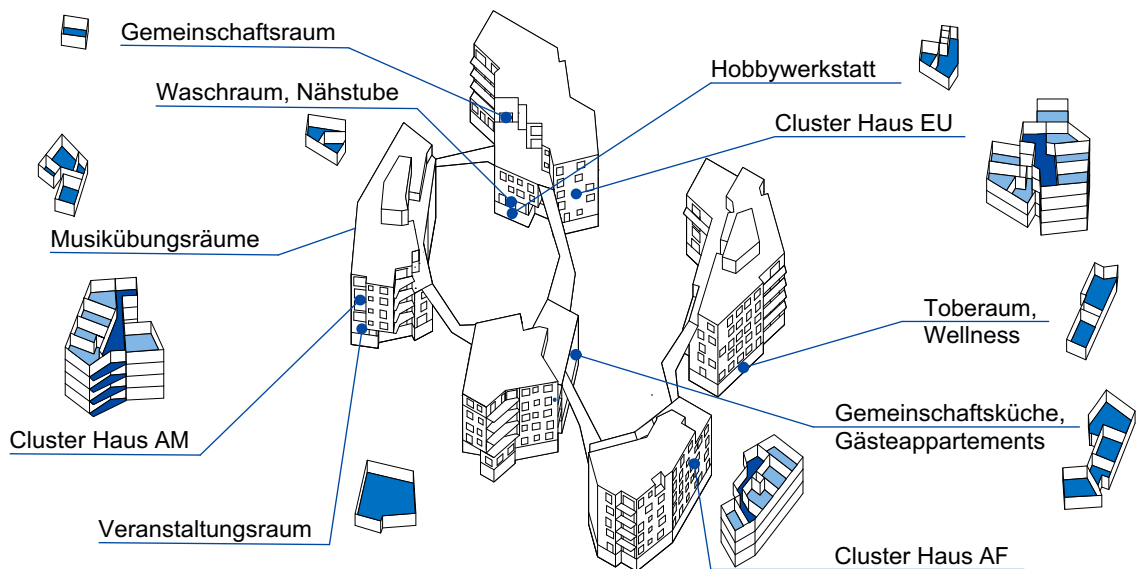 Gemeinschaftsraum
Waschraum, Nähstube
Hobbywerkstatt
Cluster Haus EU
Musikübungsräume
Toberaum,
Wellness
Gemeinschaftsküche,
Gästeappartements
Cluster Haus AM
Veranstaltungsraum
Cluster Haus AF